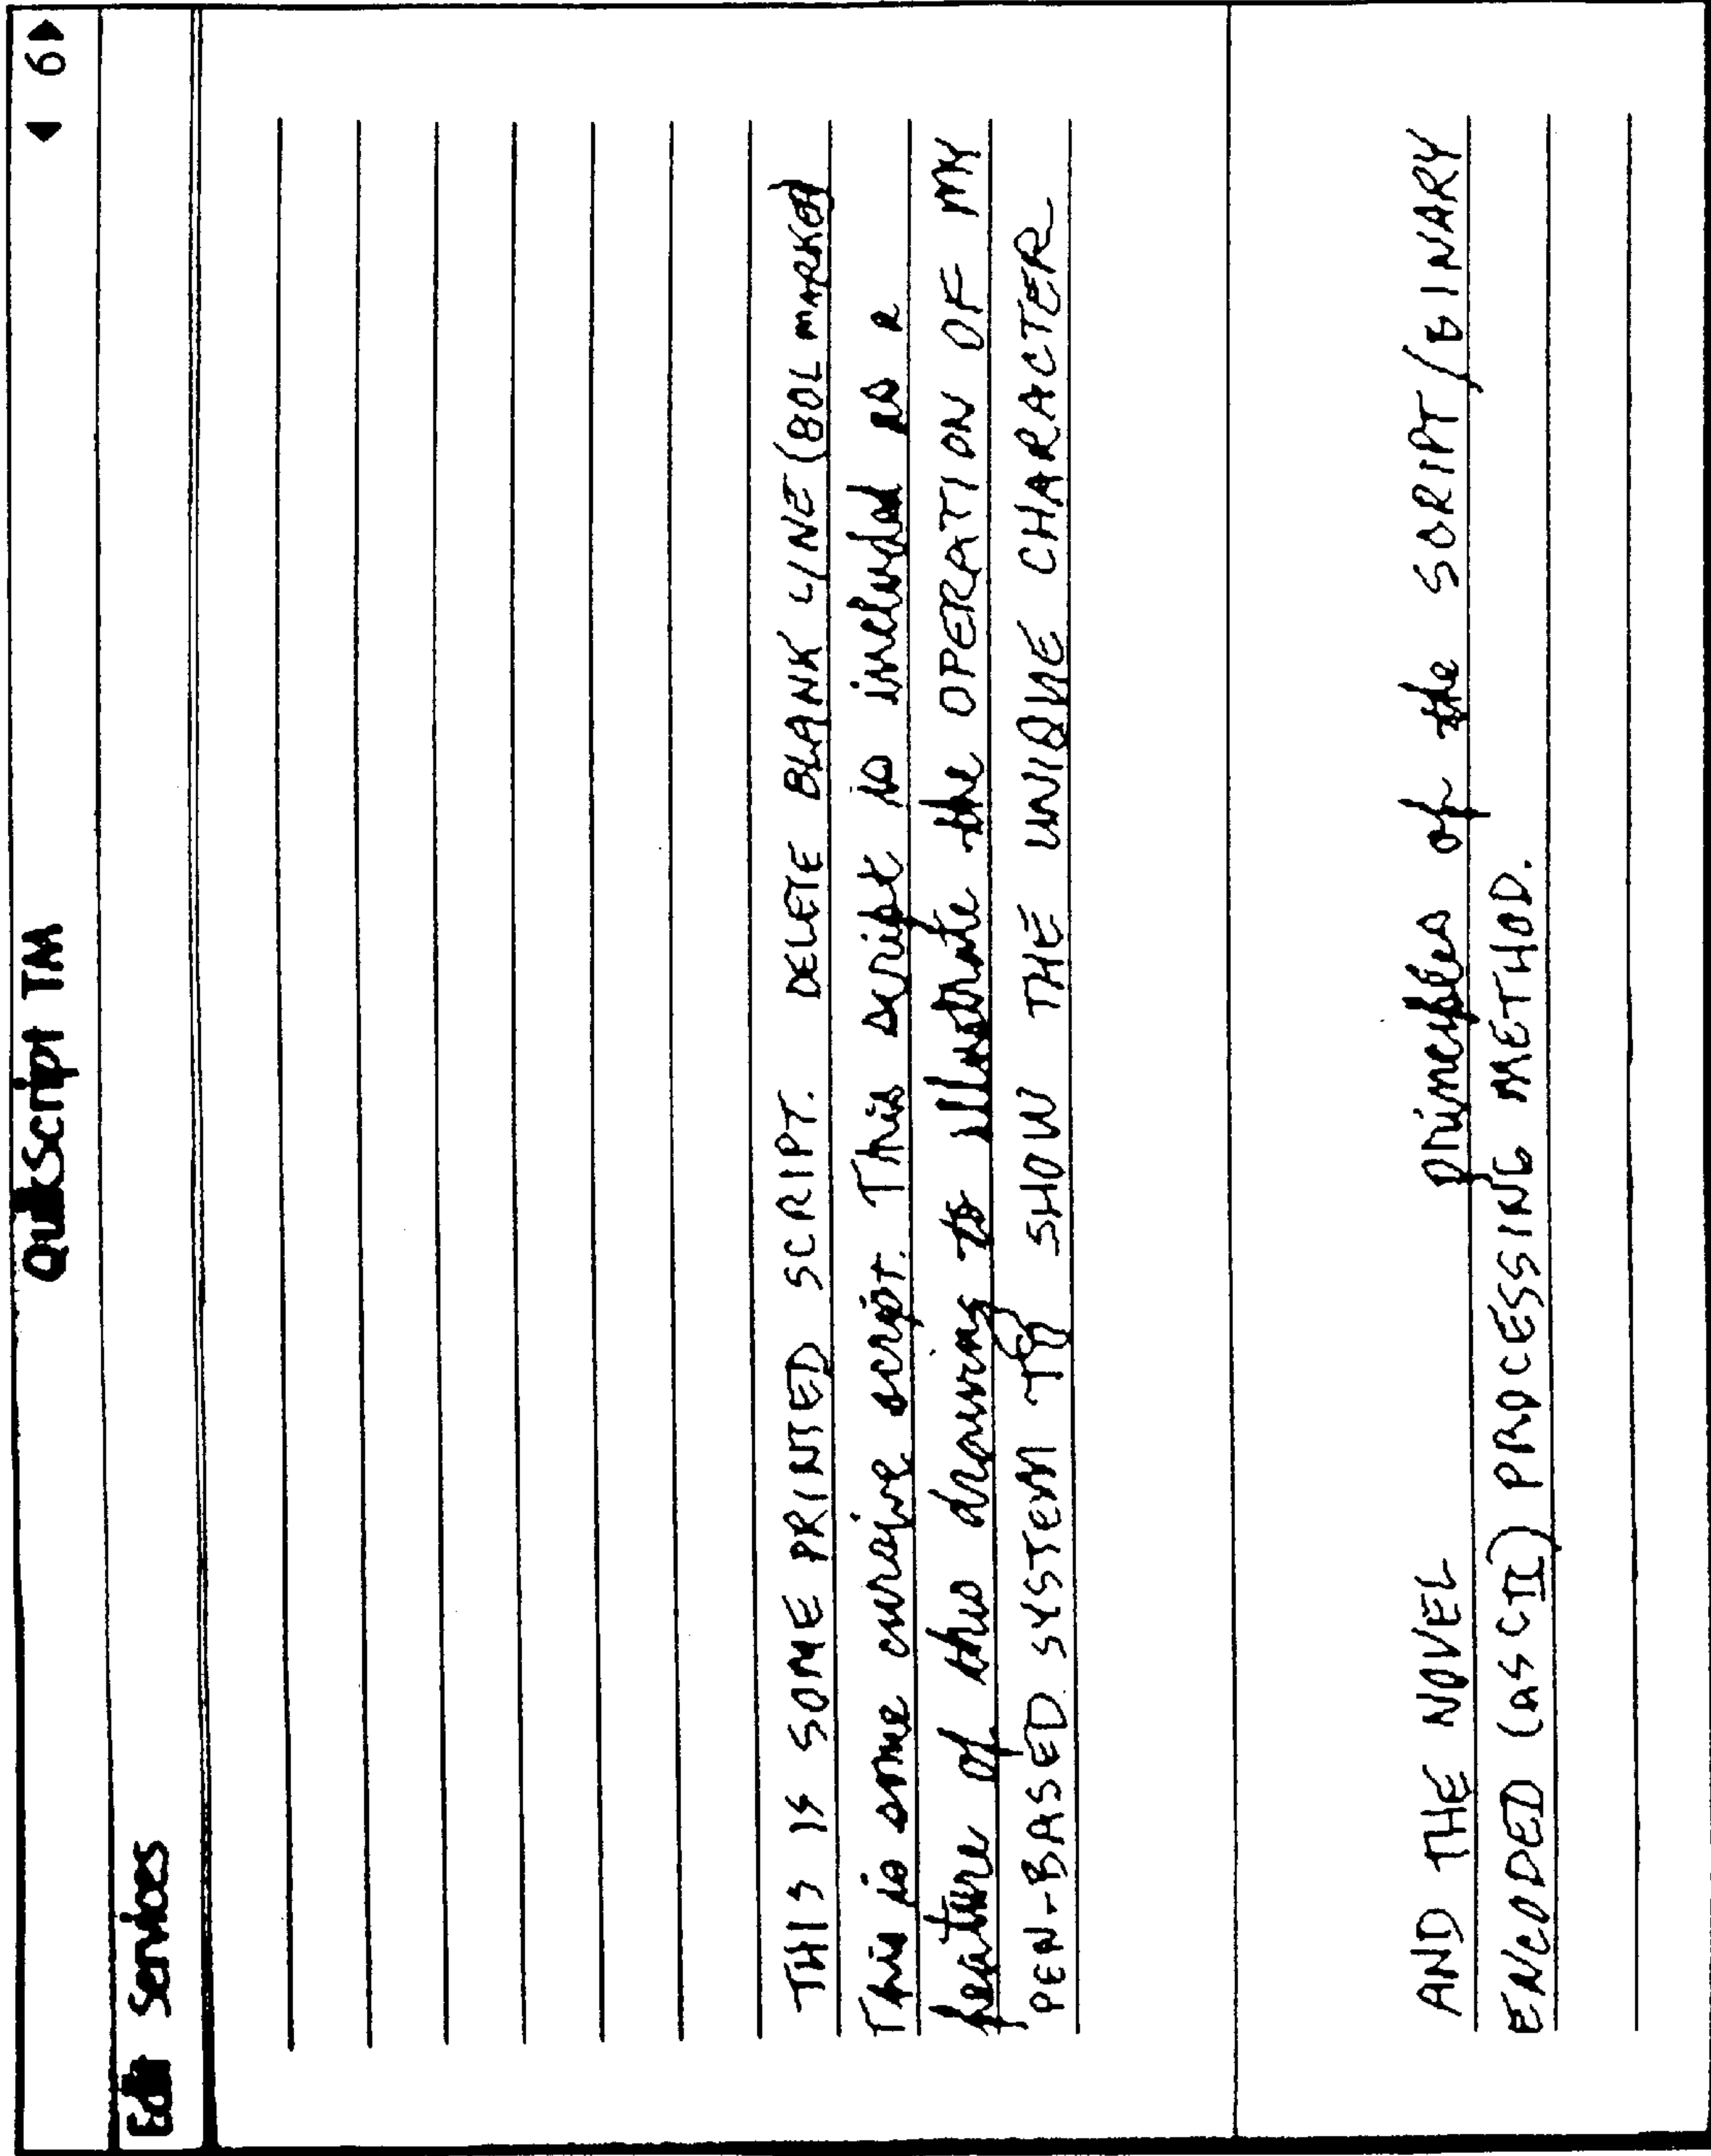 QuikScript TM ◀ 6▶
Edit Services
THIS IS SOME PRINTED SCRIPT. DELETE BLANK LINE (BOL MARKER)
This is some cursive script. This script is included as a
feature of this drawing to illustrate the OPERATION OF MY
PEN-BASED SYSTEM TO SHOW THE UNIQUE CHARACTER
AND THE NOVEL principles of the SCRIPT/BINARY
ENCODED (ASCII) PROCESSING METHOD.